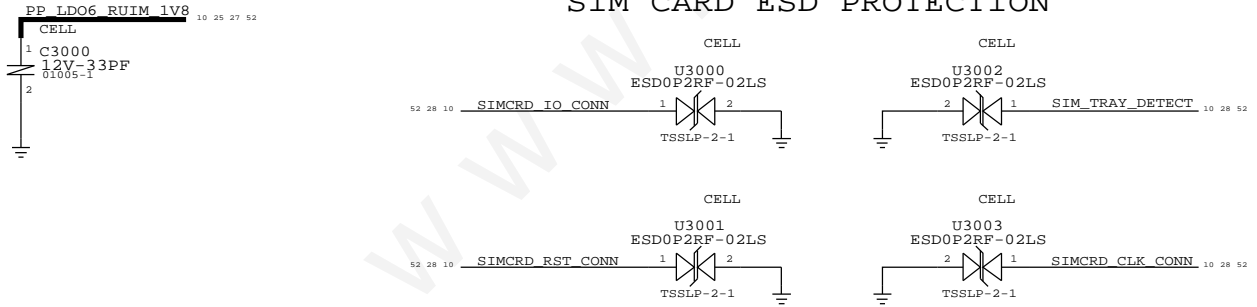 SIM CARD ESD PROTECTION
PP_LDO6_RUIM_1V8 10 25 27 52
CELL
1 C3000
12V-33PF
01005-1
2
CELL
U3000
ESD0P2RF-02LS
52 28 10 SIMCRD_IO_CONN 1 2
TSSLP-2-1
CELL
U3002
ESD0P2RF-02LS
2 1 SIM_TRAY_DETECT 10 28 52
TSSLP-2-1
CELL
U3001
ESD0P2RF-02LS
52 28 10 SIMCRD_RST_CONN 1 2
TSSLP-2-1
CELL
U3003
ESD0P2RF-02LS
2 1 SIMCRD_CLK_CONN 10 28 52
TSSLP-2-1
w w w